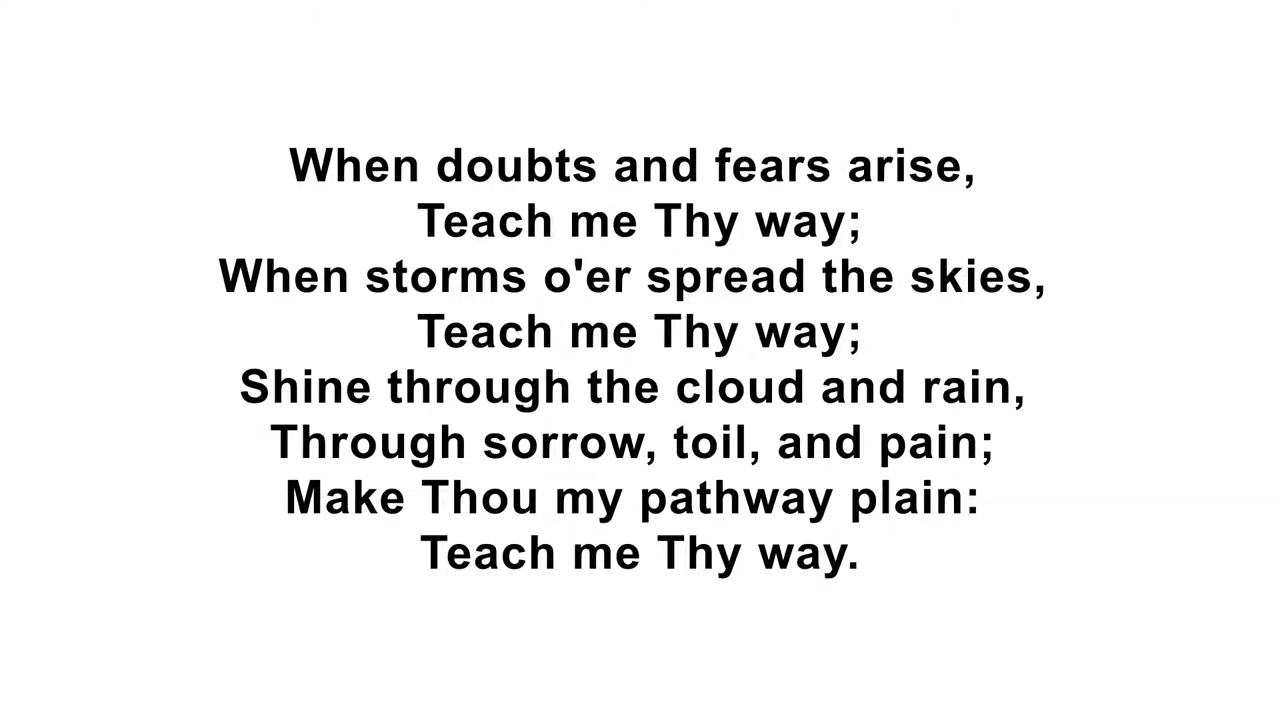 When doubts and fears arise,
Teach me Thy way;
When storms o'er spread the skies,
Teach me Thy way;
Shine through the cloud and rain,
Through sorrow, toil, and pain;
Make Thou my pathway plain:
Teach me Thy way.